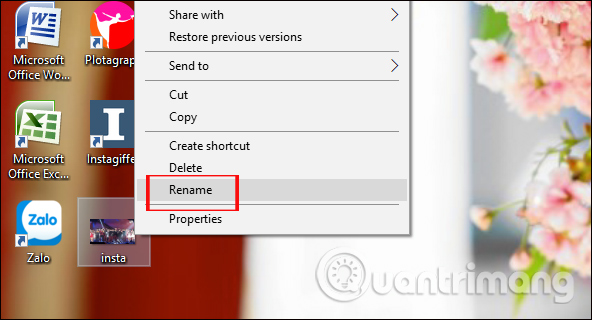 Microsoft
Office Wo...
Plotagrap
Microsoft
Office Exc...
Instagiffe
Zalo
Zalo
insta
Share with
Restore previous versions
Send to
Cut
Copy
Create shortcut
Delete
Rename
Properties
Quantrimang